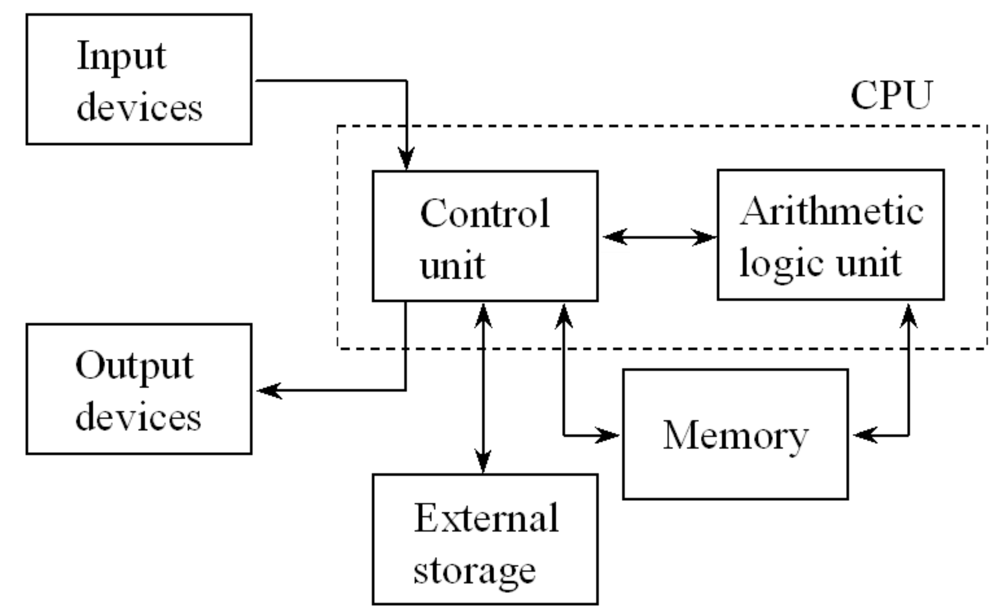 Input
devices
CPU
Control
unit
Arithmetic
logic unit
Output
devices
Memory
External
storage